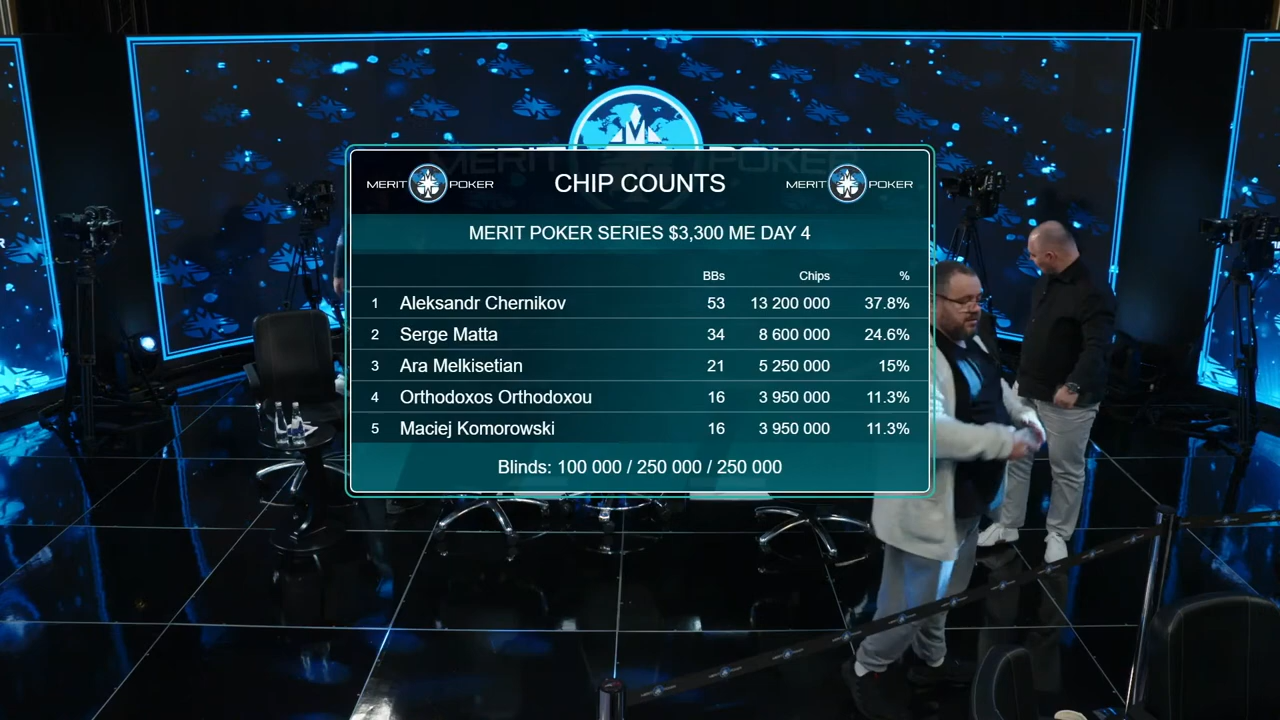 MERIT POKER
MERIT POKER
CHIP COUNTS
MERIT POKER
MERIT POKER SERIES $3,300 ME DAY 4
BBs Chips %
1 Aleksandr Chernikov 53 13 200 000 37.8%
2 Serge Matta 34 8 600 000 24.6%
3 Ara Melkisetian 21 5 250 000 15%
4 Orthodoxos Orthodoxou 16 3 950 000 11.3%
5 Maciej Komorowski 16 3 950 000 11.3%
Blinds: 100 000 / 250 000 / 250 000